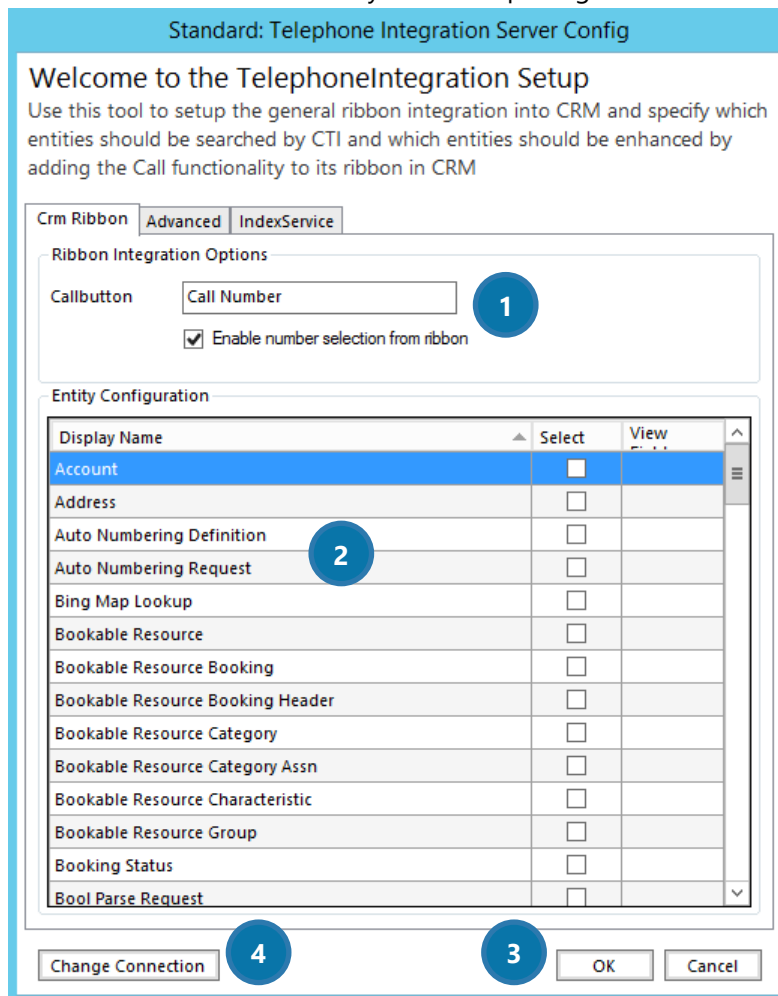 Standard: Telephone Integration Server Config
Welcome to the TelephoneIntegration Setup
Use this tool to setup the general ribbon integration into CRM and specify which
entities should be searched by CTI and which entities should be enhanced by
adding the Call functionality to its ribbon in CRM
Crm Ribbon Advanced IndexService
Ribbon Integration Options
Callbutton Call Number
1
Enable number selection from ribbon
Entity Configuration
Display Name Select View
Account
Address
Auto Numbering Definition
2
Auto Numbering Request
Bing Map Lookup
Bookable Resource
Bookable Resource Booking
Bookable Resource Booking Header
Bookable Resource Category
Bookable Resource Category Assn
Bookable Resource Characteristic
Bookable Resource Group
Booking Status
Bool Parse Request
Change Connection 4 3 OK Cancel